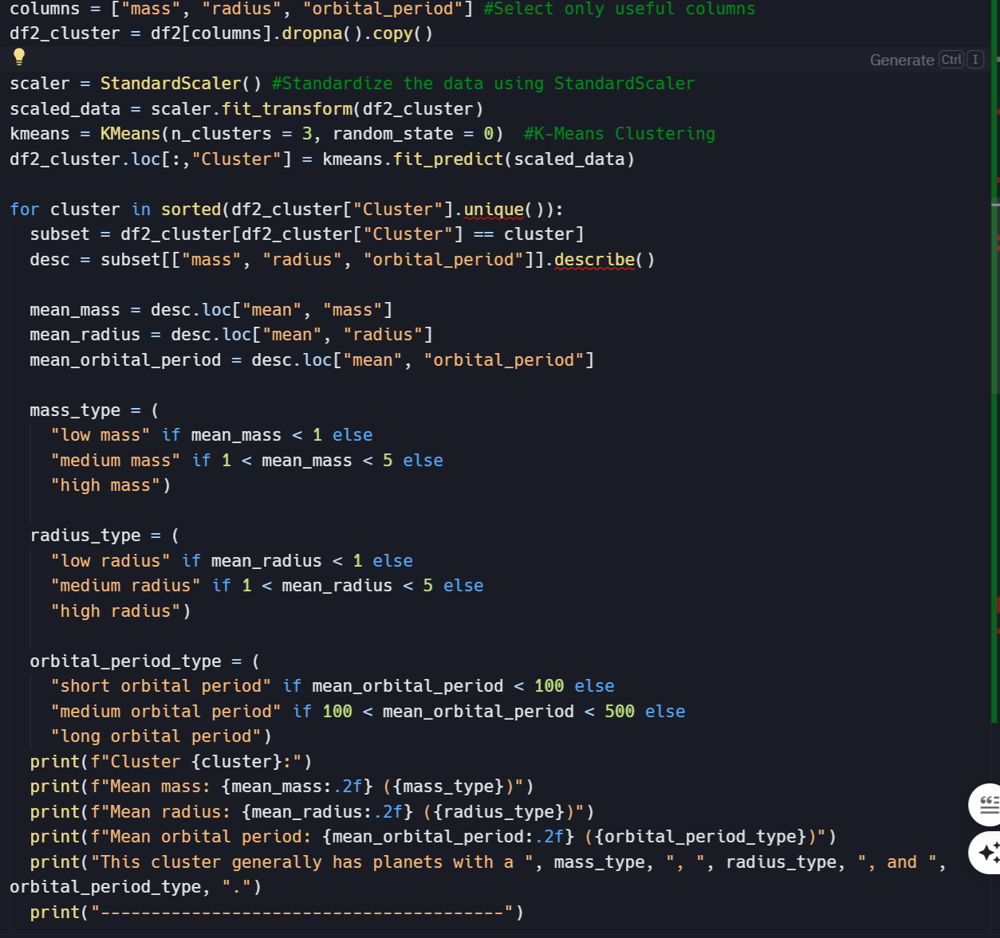 columns = ["mass", "radius", "orbital_period"] #Select only useful columns
df2_cluster = df2[columns].dropna().copy()
Generate Ctrl I
scaler = StandardScaler() #Standardize the data using StandardScaler
scaled_data = scaler.fit_transform(df2_cluster)
kmeans = KMeans(n_clusters = 3, random_state = 0)  #K-Means Clustering
df2_cluster.loc[:,"Cluster"] = kmeans.fit_predict(scaled_data)

for cluster in sorted(df2_cluster["Cluster"].unique()):
  subset = df2_cluster[df2_cluster["Cluster"] == cluster]
  desc = subset[["mass", "radius", "orbital_period"]].describe()

  mean_mass = desc.loc["mean", "mass"]
  mean_radius = desc.loc["mean", "radius"]
  mean_orbital_period = desc.loc["mean", "orbital_period"]

  mass_type = (
    "low mass" if mean_mass < 1 else
    "medium mass" if 1 < mean_mass < 5 else
    "high mass")

  radius_type = (
    "low radius" if mean_radius < 1 else
    "medium radius" if 1 < mean_radius < 5 else
    "high radius")

  orbital_period_type = (
    "short orbital period" if mean_orbital_period < 100 else
    "medium orbital period" if 100 < mean_orbital_period < 500 else
    "long orbital period")
  print(f"Cluster {cluster}:")
  print(f"Mean mass: {mean_mass:.2f} ({mass_type})")
  print(f"Mean radius: {mean_radius:.2f} ({radius_type})")
  print(f"Mean orbital period: {mean_orbital_period:.2f} ({orbital_period_type})")
  print("This cluster generally has planets with a ", mass_type, ", ", radius_type, ", and ",
orbital_period_type, ".")
  print("----------------------------------------")